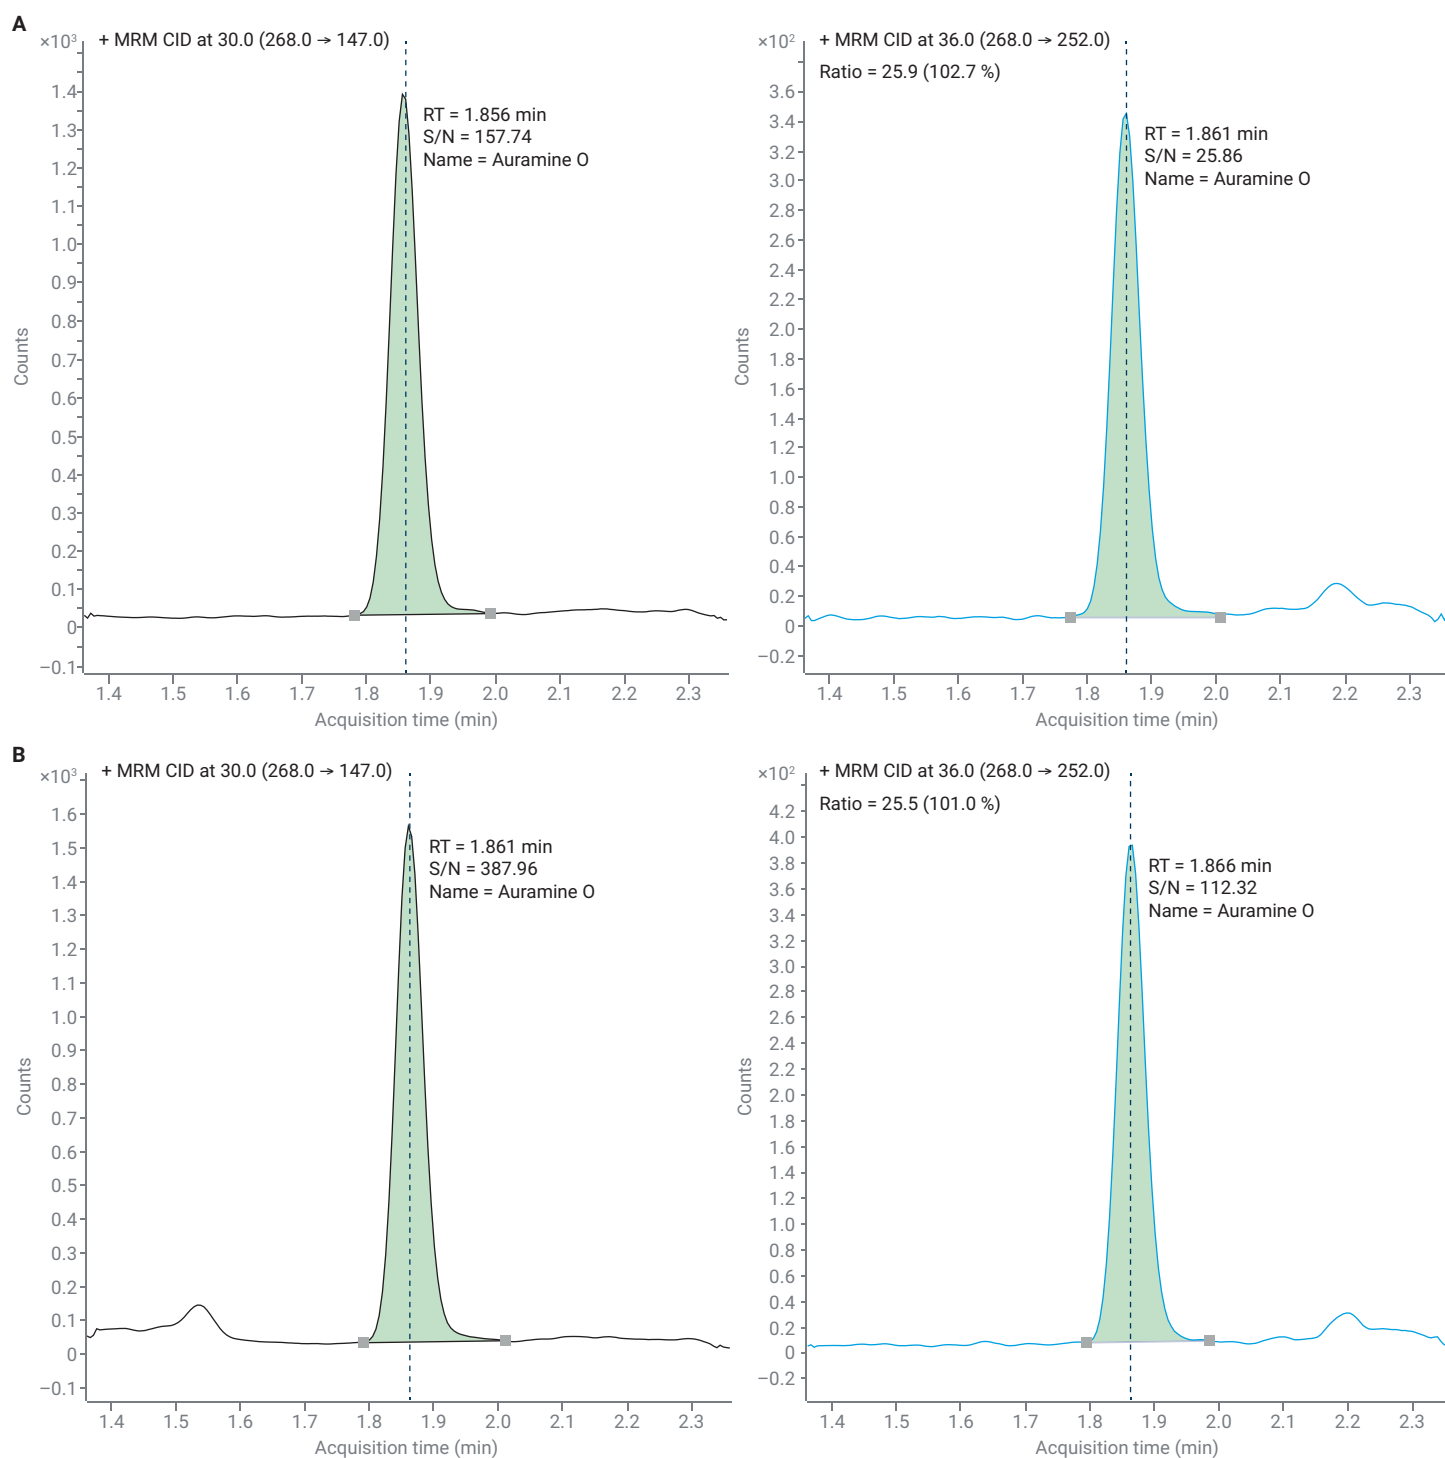 A
+ MRM CID at 30.0 (268.0 → 147.0)
×10³
RT = 1.856 min
S/N = 157.74
Name = Auramine O
1.4
1.3
1.2
1.1
1.0
0.9
0.8
0.7
0.6
0.5
0.4
0.3
0.2
0.1
0
−0.1
Counts
1.4 1.5 1.6 1.7 1.8 1.9 2.0 2.1 2.2 2.3
Acquisition time (min)
+ MRM CID at 36.0 (268.0 → 252.0)
Ratio = 25.9 (102.7 %)
×10²
RT = 1.861 min
S/N = 25.86
Name = Auramine O
3.6
3.4
3.2
3.0
2.8
2.6
2.4
2.2
2.0
1.8
1.6
1.4
1.2
1.0
0.8
0.6
0.4
0.2
0
−0.2
Counts
1.4 1.5 1.6 1.7 1.8 1.9 2.0 2.1 2.2 2.3
Acquisition time (min)
B
+ MRM CID at 30.0 (268.0 → 147.0)
×10³
RT = 1.861 min
S/N = 387.96
Name = Auramine O
1.6
1.5
1.4
1.3
1.2
1.1
1.0
0.9
0.8
0.7
0.6
0.5
0.4
0.3
0.2
0.1
0
−0.1
Counts
1.4 1.5 1.6 1.7 1.8 1.9 2.0 2.1 2.2 2.3
Acquisition time (min)
+ MRM CID at 36.0 (268.0 → 252.0)
Ratio = 25.5 (101.0 %)
×10²
RT = 1.866 min
S/N = 112.32
Name = Auramine O
4.2
4.0
3.8
3.6
3.4
3.2
3.0
2.8
2.6
2.4
2.2
2.0
1.8
1.6
1.4
1.2
1.0
0.8
0.6
0.4
0.2
0
−0.2
Counts
1.4 1.5 1.6 1.7 1.8 1.9 2.0 2.1 2.2 2.3
Acquisition time (min)